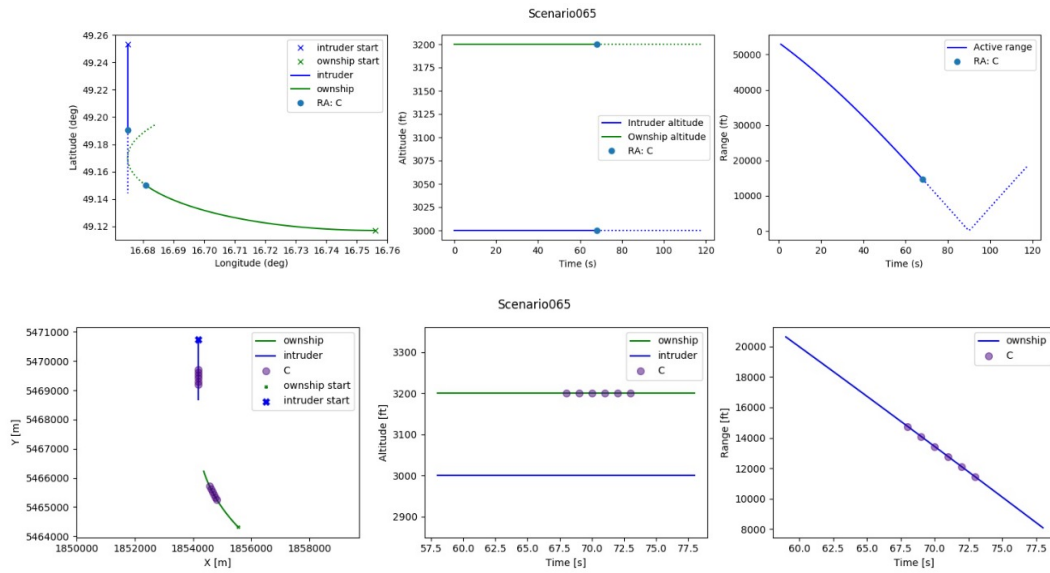 Scenario065
49.26
49.24
49.22
49.20
49.18
49.16
49.14
49.12
Latitude (deg)
intruder start
ownship start
intruder
ownship
RA: C
16.68 16.69 16.70 16.71 16.72 16.73 16.74 16.75 16.76
Longitude (deg)
3200
3175
3150
3125
3100
3075
3050
3025
3000
Altitude (ft)
Intruder altitude
Ownship altitude
RA: C
0 20 40 60 80 100 120
Time (s)
50000
40000
30000
20000
10000
0
Range (ft)
Active range
RA: C
0 20 40 60 80 100 120
Time (s)
Scenario065
5471000
5470000
5469000
5468000
5467000
5466000
5465000
5464000
Y [m]
ownship
intruder
C
ownship start
intruder start
1850000 1852000 1854000 1856000 1858000
X [m]
3300
3200
3100
3000
2900
Altitude [ft]
ownship
intruder
C
57.5 60.0 62.5 65.0 67.5 70.0 72.5 75.0 77.5
Time [s]
20000
18000
16000
14000
12000
10000
8000
Range [ft]
ownship
C
60.0 62.5 65.0 67.5 70.0 72.5 75.0 77.5
Time [s]